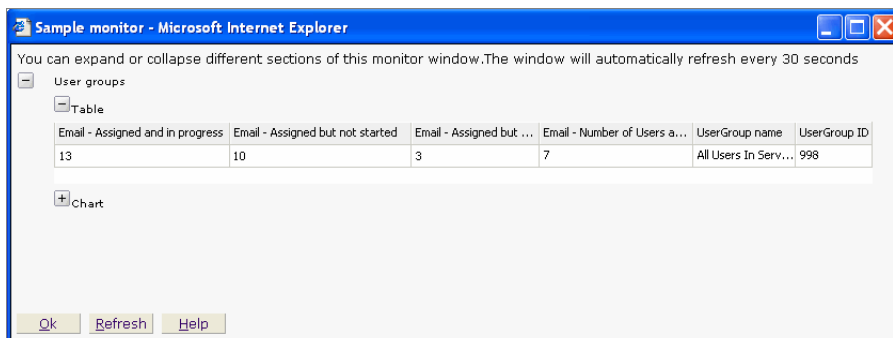 Sample monitor - Microsoft Internet Explorer
You can expand or collapse different sections of this monitor window.The window will automatically refresh every 30 seconds
User groups
Table
Email - Assigned and in progress Email - Assigned but not started Email - Assigned but ... Email - Number of Users a... UserGroup name UserGroup ID
13 10 3 7 All Users In Serv... 998
Chart
Ok Refresh Help